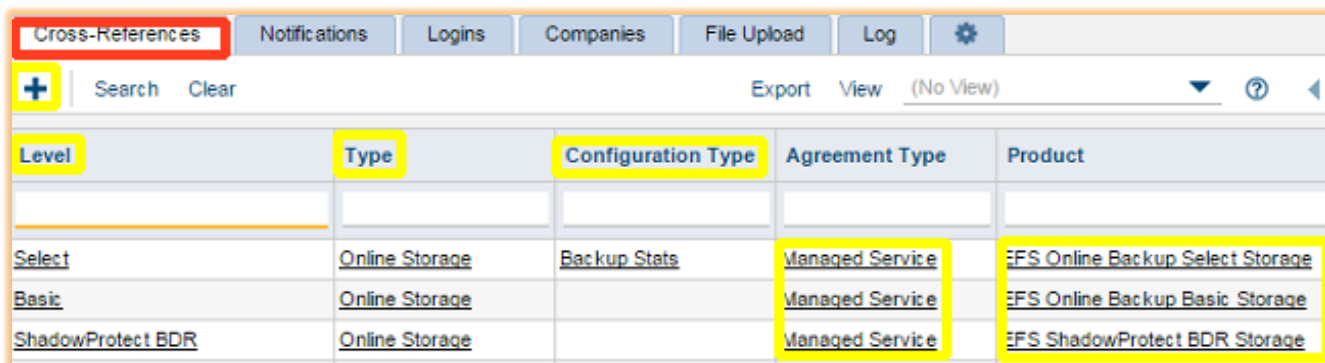 Cross-References Notifications Logins Companies File Upload Log
Search Clear Export View (No View)
Level Type Configuration Type Agreement Type Product
Select Online Storage Backup Stats Managed Service EFS Online Backup Select Storage
Basic Online Storage Managed Service EFS Online Backup Basic Storage
ShadowProtect BDR Online Storage Managed Service EFS ShadowProtect BDR Storage